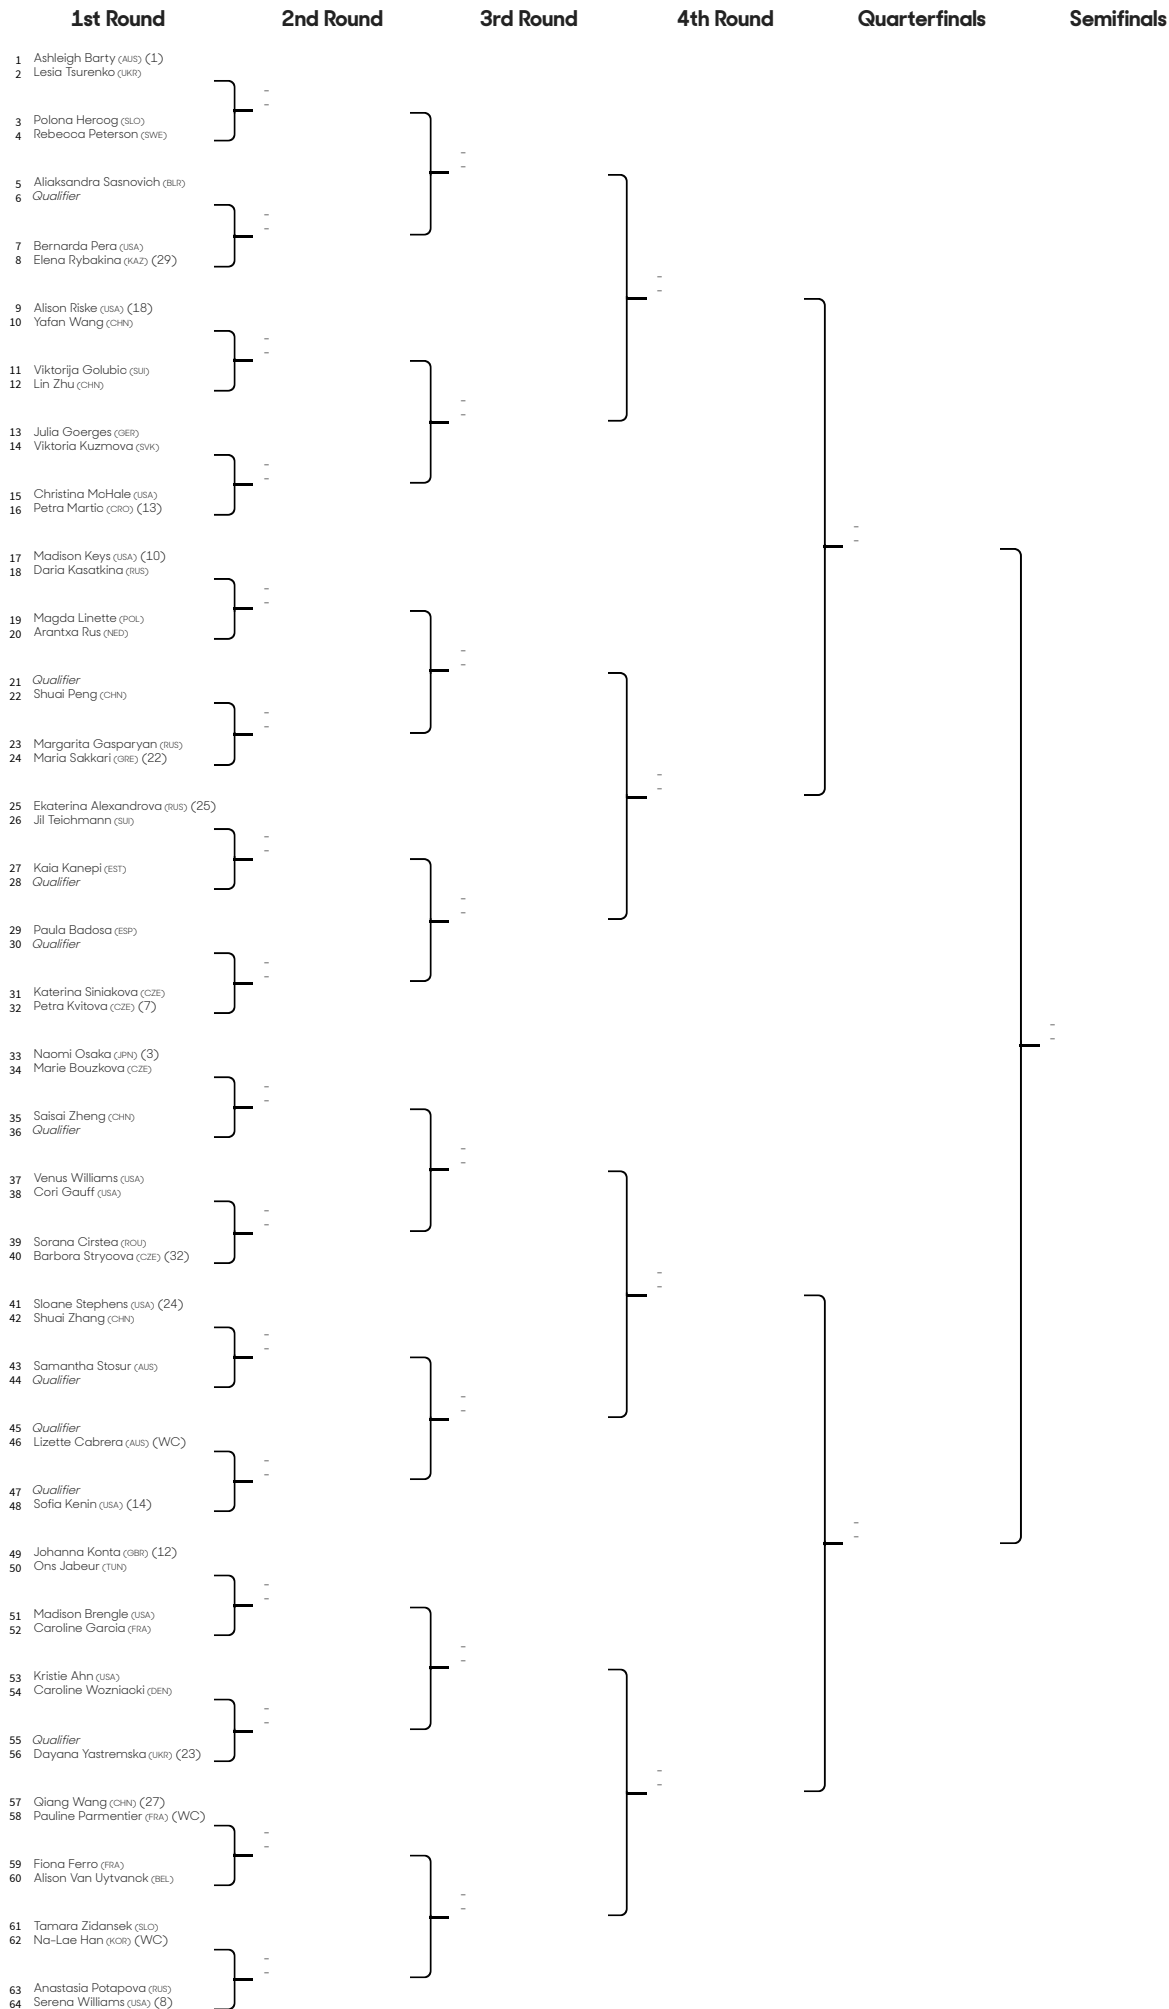 1st Round 2nd Round 3rd Round 4th Round Quarterfinals Semifinals
1 Ashleigh Barty (AUS) (1)
2 Lesia Tsurenko (UKR)
3 Polona Hercog (SLO)
4 Rebecca Peterson (SWE)
5 Aliaksandra Sasnovich (BLR)
6 Qualifier
7 Bernarda Pera (USA)
8 Elena Rybakina (KAZ) (29)
9 Alison Riske (USA) (18)
10 Yafan Wang (CHN)
11 Viktorija Golubic (SUI)
12 Lin Zhu (CHN)
13 Julia Goerges (GER)
14 Viktoria Kuzmova (SVK)
15 Christina McHale (USA)
16 Petra Martic (CRO) (13)
17 Madison Keys (USA) (10)
18 Daria Kasatkina (RUS)
19 Magda Linette (POL)
20 Arantxa Rus (NED)
21 Qualifier
22 Shuai Peng (CHN)
23 Margarita Gasparyan (RUS)
24 Maria Sakkari (GRE) (22)
25 Ekaterina Alexandrova (RUS) (25)
26 Jil Teichmann (SUI)
27 Kaia Kanepi (EST)
28 Qualifier
29 Paula Badosa (ESP)
30 Qualifier
31 Katerina Siniakova (CZE)
32 Petra Kvitova (CZE) (7)
33 Naomi Osaka (JPN) (3)
34 Marie Bouzkova (CZE)
35 Saisai Zheng (CHN)
36 Qualifier
37 Venus Williams (USA)
38 Cori Gauff (USA)
39 Sorana Cirstea (ROU)
40 Barbora Strycova (CZE) (32)
41 Sloane Stephens (USA) (24)
42 Shuai Zhang (CHN)
43 Samantha Stosur (AUS)
44 Qualifier
45 Qualifier
46 Lizette Cabrera (AUS) (WC)
47 Qualifier
48 Sofia Kenin (USA) (14)
49 Johanna Konta (GBR) (12)
50 Ons Jabeur (TUN)
51 Madison Brengle (USA)
52 Caroline Garcia (FRA)
53 Kristie Ahn (USA)
54 Caroline Wozniacki (DEN)
55 Qualifier
56 Dayana Yastremska (UKR) (23)
57 Qiang Wang (CHN) (27)
58 Pauline Parmentier (FRA) (WC)
59 Fiona Ferro (FRA)
60 Alison Van Uytvanck (BEL)
61 Tamara Zidansek (SLO)
62 Na-Lae Han (KOR) (WC)
63 Anastasia Potapova (RUS)
64 Serena Williams (USA) (8)